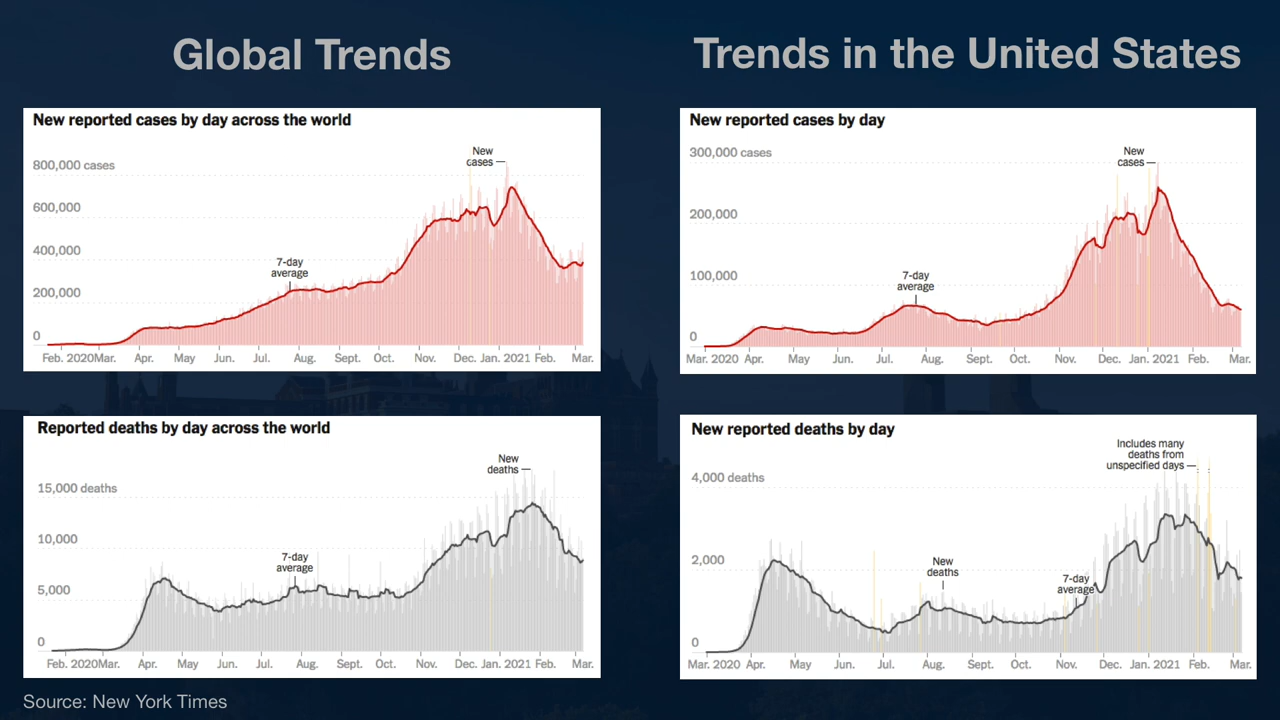 Global Trends
Trends in the United States
New reported cases by day across the world
800,000 cases
600,000
400,000
200,000
0
New
cases
7-day
average
Feb. 2020 Mar. Apr. May Jun. Jul. Aug. Sept. Oct. Nov. Dec. Jan. 2021 Feb. Mar.
New reported cases by day
300,000 cases
200,000
100,000
0
New
cases
7-day
average
Mar. 2020 Apr. May Jun. Jul. Aug. Sept. Oct. Nov. Dec. Jan. 2021 Feb. Mar.
Reported deaths by day across the world
15,000 deaths
10,000
5,000
0
New
deaths
7-day
average
Feb. 2020 Mar. Apr. May Jun. Jul. Aug. Sept. Oct. Nov. Dec. Jan. 2021 Feb. Mar.
New reported deaths by day
4,000 deaths
2,000
0
Includes many
deaths from
unspecified days
New
deaths
7-day
average
Mar. 2020 Apr. May Jun. Jul. Aug. Sept. Oct. Nov. Dec. Jan. 2021 Feb. Mar.
Source: New York Times